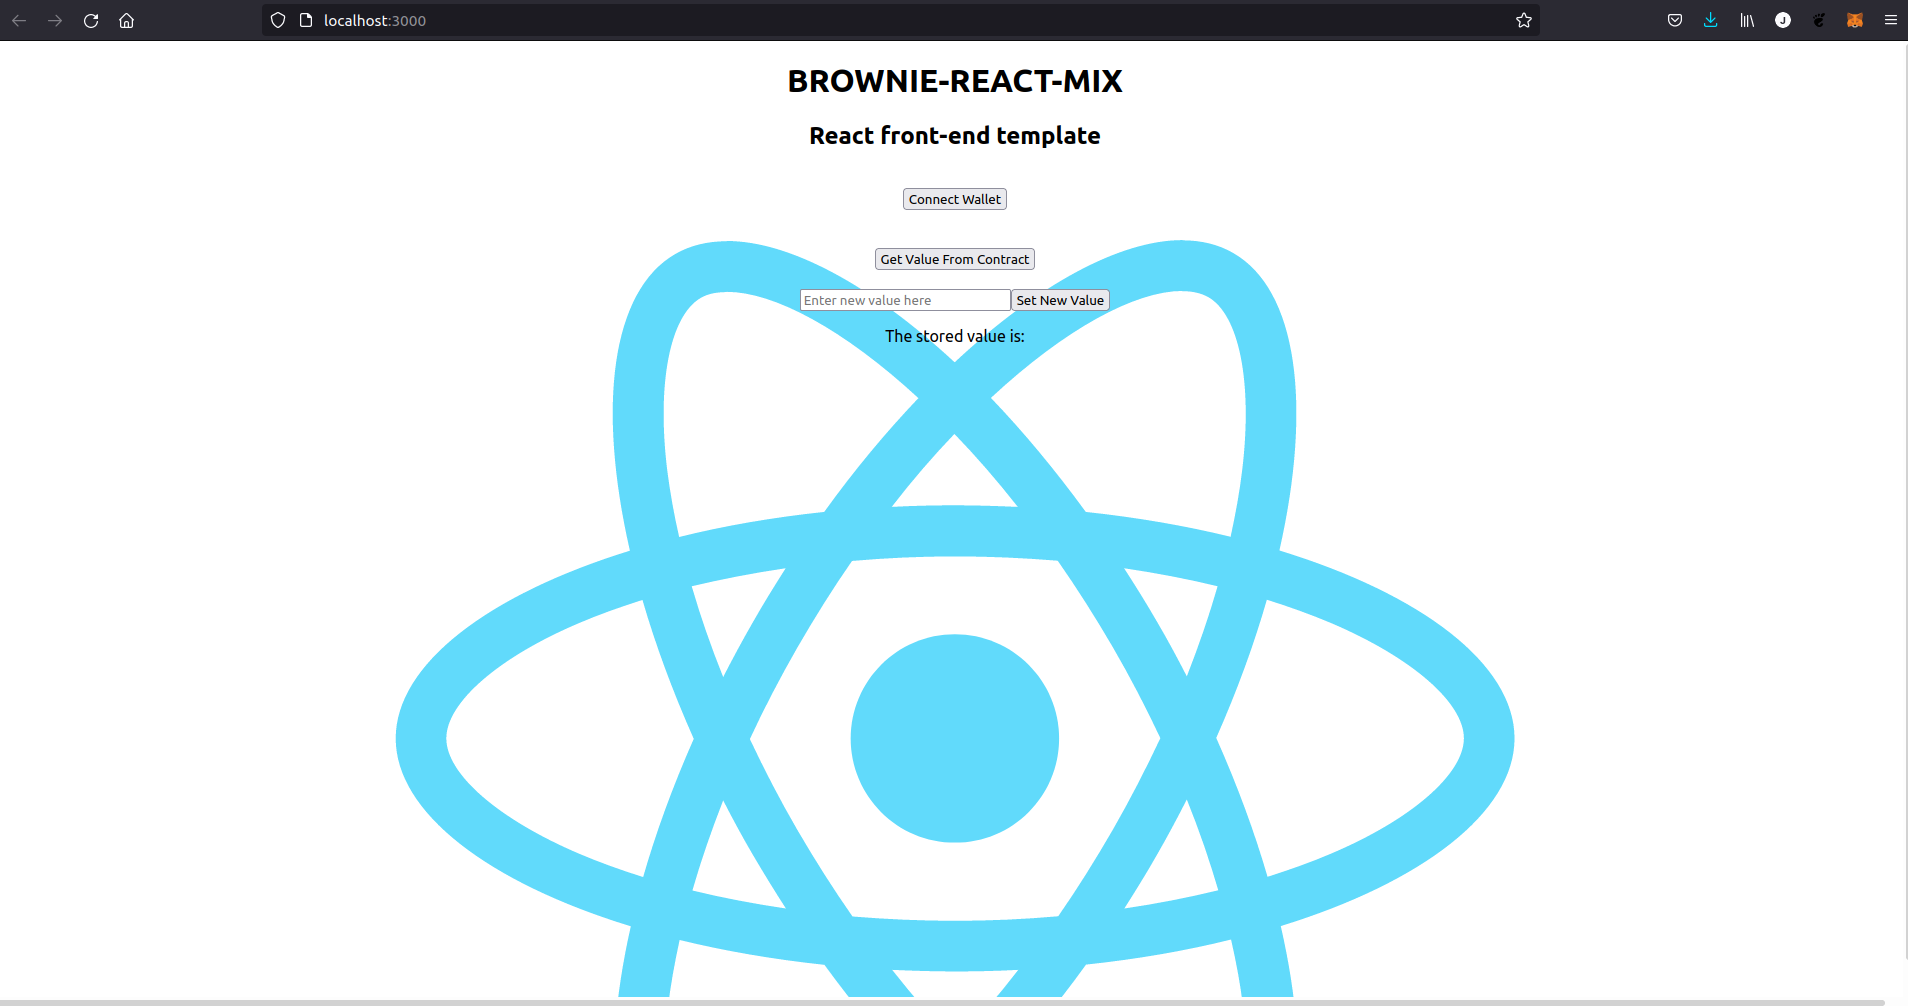 localhost:3000
J
BROWNIE-REACT-MIX
React front-end template
Connect Wallet
Get Value From Contract
Enter new value here Set New Value
The stored value is: